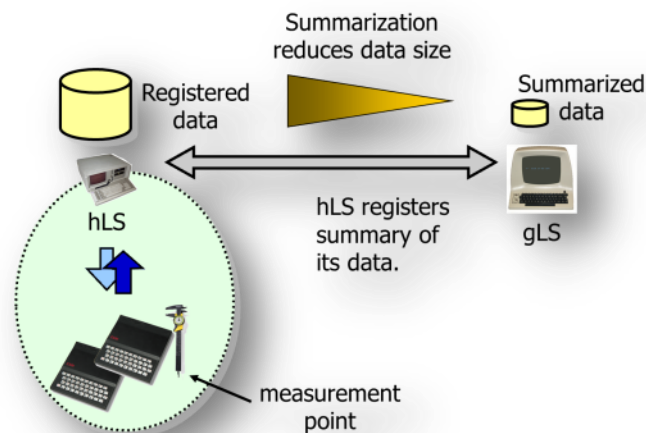 Summarization
reduces data size
Registered
data
Summarized
data
hLS
hLS registers
summary of
its data.
gLS
measurement
point